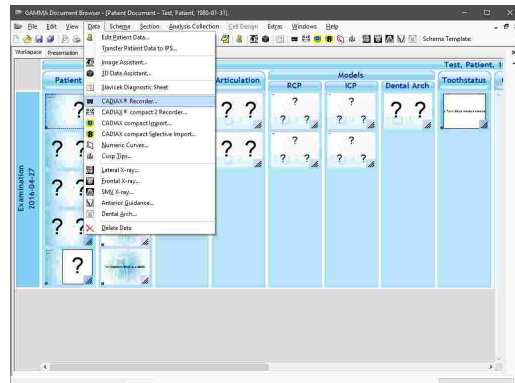 GAMMA Document Browser - [Patient Document - Test, Patient, 1980-01-31]
File Edit View Data Schema Section Analysis Collection Cell Design Extras Windows Help
Schema Template:
Workspace Presentation
Edit Patient Data...
Transfer Patient Data to IPS...
Image Assistant...
3D Data Assistant...
Slavicek Diagnostic Sheet
CADIAX® Recorder...
CADIAX® compact 2 Recorder...
CADIAX compact Import...
CADIAX compact Selective Import...
Numeric Curves...
Cusp Tips...
Lateral X-ray...
Frontal X-ray...
SMV X-ray...
Anterior Guidance...
Dental Arch...
Delete Data
Test, Patient, 1
Patient
Articulation
Models
RCP
ICP
Dental Arch
Toothstatus
Examination
2016-04-27
? ? ? ? ? ?
? ? ? ? ? ? ? ?
? ?
? ?
?